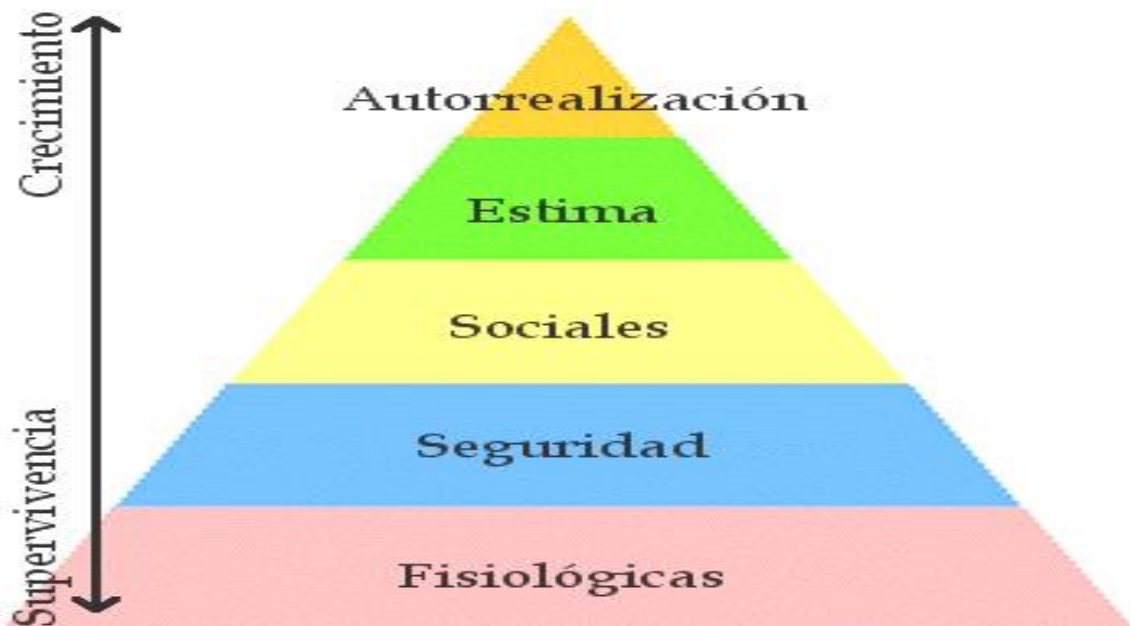 Crecimiento
Autorrealización
Estima
Sociales
Seguridad
Supervivencia
Fisiológicas